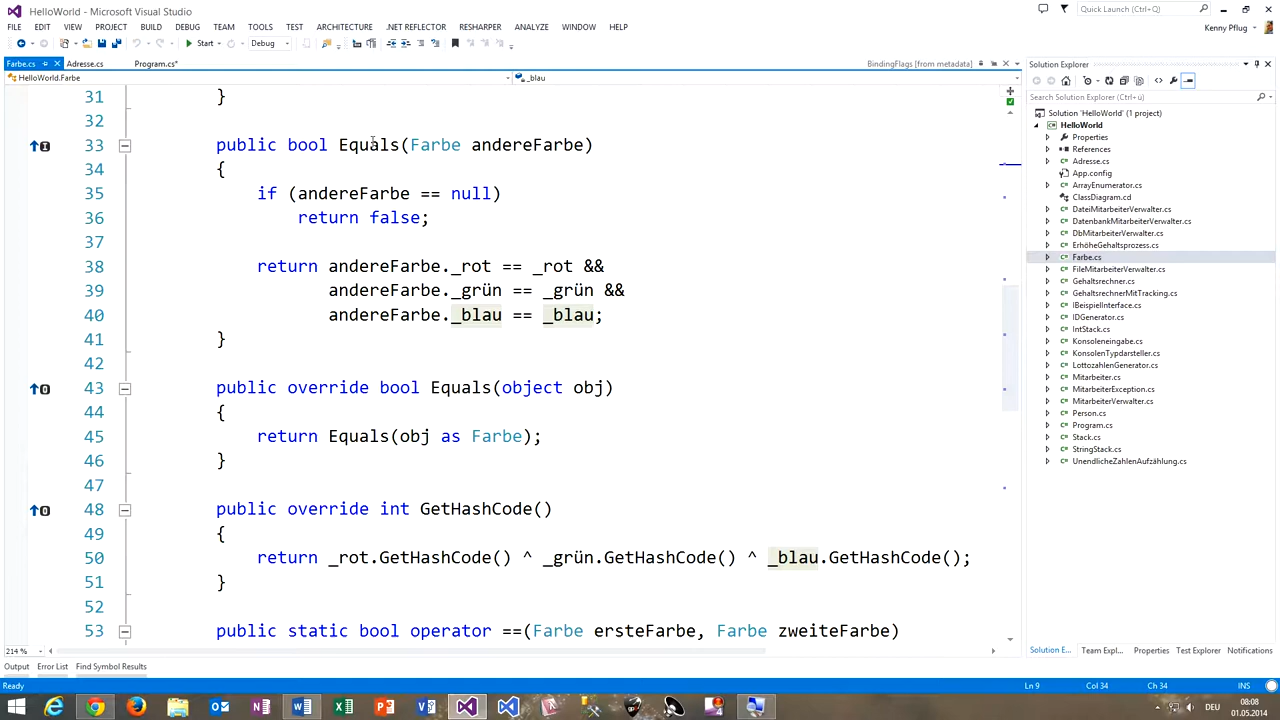 HelloWorld - Microsoft Visual Studio
Quick Launch (Ctrl+Q)
FILE EDIT VIEW PROJECT BUILD DEBUG TEAM TOOLS TEST ARCHITECTURE .NET REFLECTOR RESHARPER ANALYZE WINDOW HELP
Kenny Pflug
Start Debug
Farbe.cs Adresse.cs Program.cs* BindingFlags [from metadata]
HelloWorld.Farbe _blau
31 }
32
33 public bool Equals(Farbe andereFarbe)
34 {
35 if (andereFarbe == null)
36 return false;
37
38 return andereFarbe._rot == _rot &&
39 andereFarbe._grün == _grün &&
40 andereFarbe._blau == _blau;
41 }
42
43 public override bool Equals(object obj)
44 {
45 return Equals(obj as Farbe);
46 }
47
48 public override int GetHashCode()
49 {
50 return _rot.GetHashCode() ^ _grün.GetHashCode() ^ _blau.GetHashCode();
51 }
52
53 public static bool operator ==(Farbe ersteFarbe, Farbe zweiteFarbe)
214 %
Solution Explorer
Search Solution Explorer (Ctrl+ü)
Solution 'HelloWorld' (1 project)
HelloWorld
Properties
References
Adresse.cs
App.config
ArrayEnumerator.cs
ClassDiagram.cd
DateiMitarbeiterVerwalter.cs
DatenbankMitarbeiterVerwalter.cs
DbMitarbeiterVerwalter.cs
ErhöheGehaltsprozess.cs
Farbe.cs
FileMitarbeiterVerwalter.cs
Gehaltsrechner.cs
GehaltsrechnerMitTracking.cs
IBeispielInterface.cs
IDGenerator.cs
IntStack.cs
Konsoleneingabe.cs
KonsolenTypdarsteller.cs
LottozahlenGenerator.cs
Mitarbeiter.cs
MitarbeiterException.cs
MitarbeiterVerwalter.cs
Person.cs
Program.cs
Stack.cs
StringStack.cs
UnendlicheZahlenAufzählung.cs
Solution E... Team Expl... Properties Test Explorer Notifications
Output Error List Find Symbol Results
Ready Ln 9 Col 34 Ch 34 INS
DEU 08:08
01.05.2014